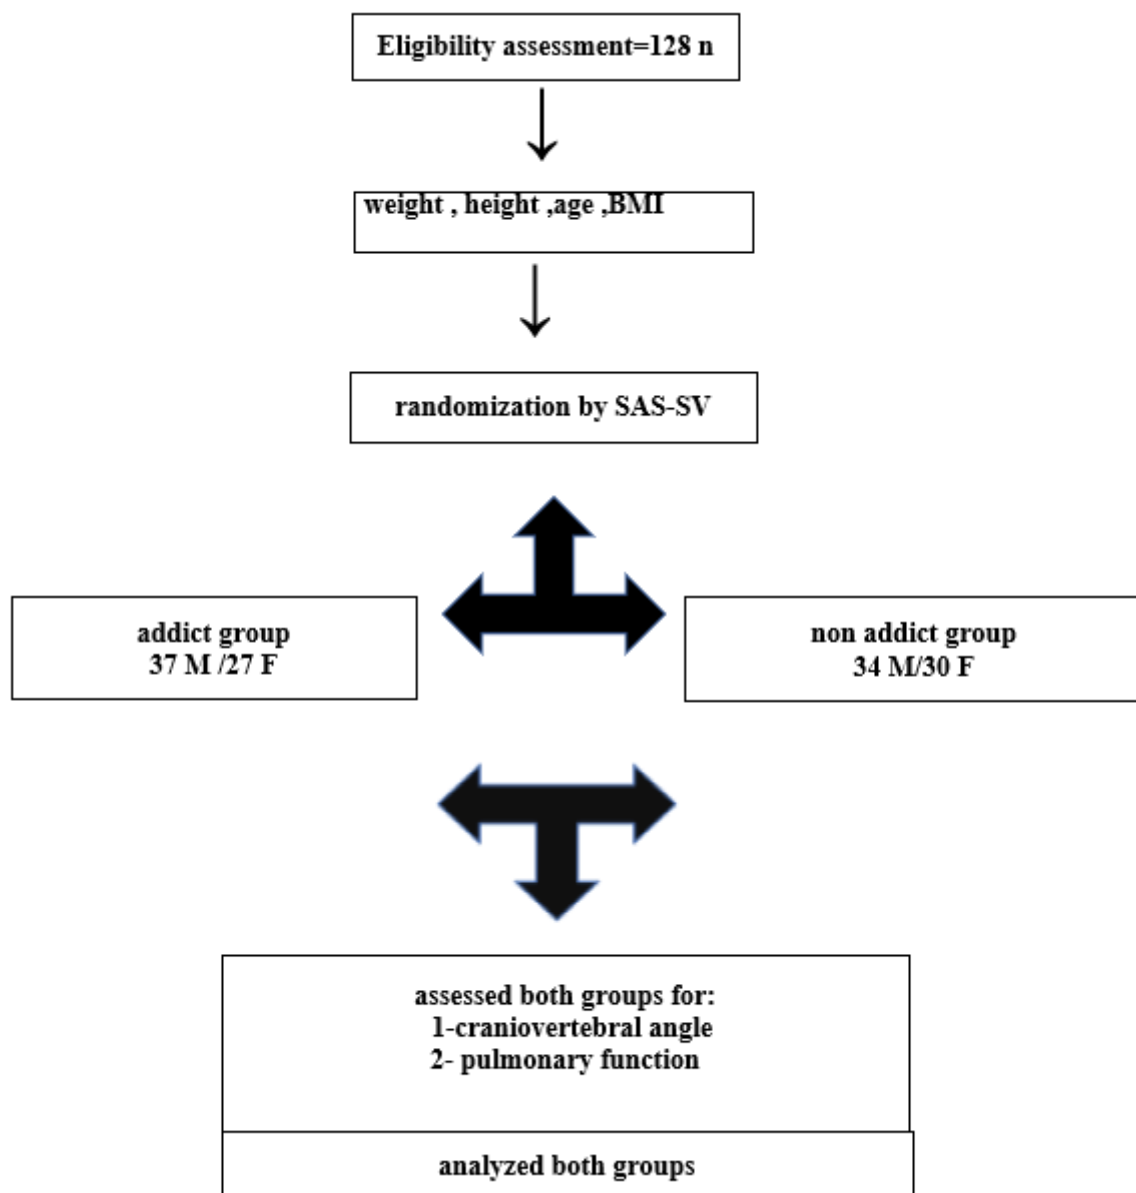 Eligibility assessment=128 n
weight , height ,age ,BMI
randomization by SAS-SV
addict group
37 M /27 F
non addict group
34 M/30 F
assessed both groups for:
1-craniovertebral angle
2- pulmonary function
analyzed both groups